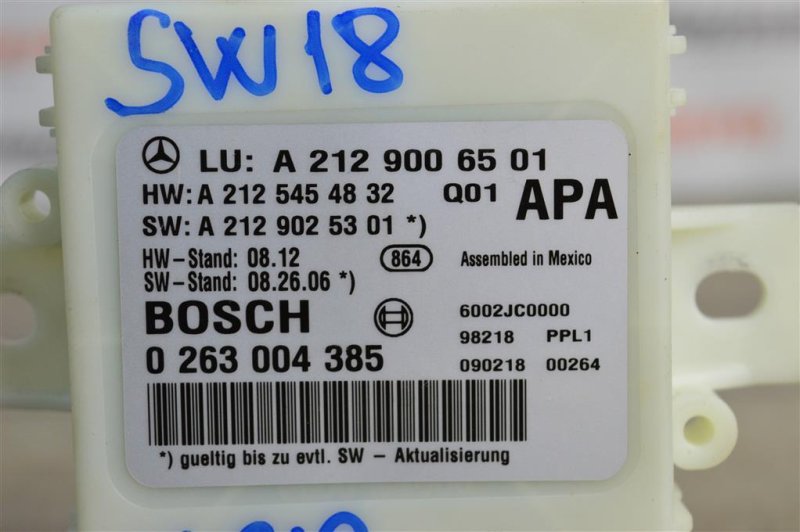 SW18
LU: A 212 900 65 01
HW: A 212 545 48 32 Q01 APA
SW: A 212 902 53 01 *)
HW-Stand: 08.12 864 Assembled in Mexico
SW-Stand: 08.26.06 *)
BOSCH 6002JC0000
98218 PPL1
0 263 004 385 090218 00264
*) gueltig bis zu evtl. SW - Aktualisierung